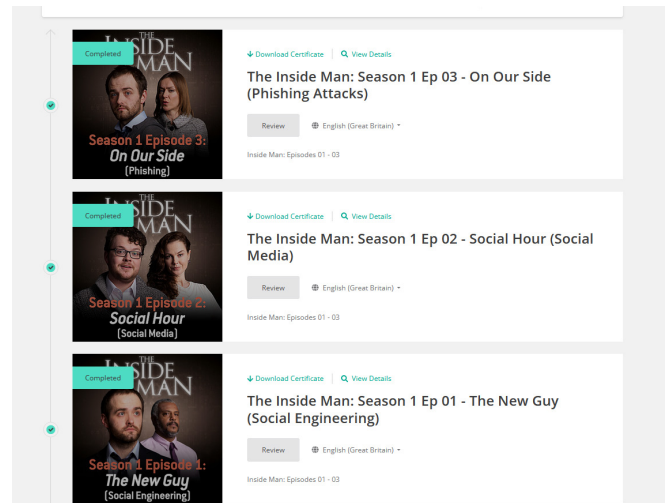 THE
INSIDE
MAN
Completed
Season 1 Episode 3:
On Our Side
(Phishing)
Download Certificate
View Details
The Inside Man: Season 1 Ep 03 - On Our Side
(Phishing Attacks)
Review
English (Great Britain)
Inside Man: Episodes 01 - 03
THE
INSIDE
MAN
Completed
Season 1 Episode 2:
Social Hour
(Social Media)
Download Certificate
View Details
The Inside Man: Season 1 Ep 02 - Social Hour (Social
Media)
Review
English (Great Britain)
Inside Man: Episodes 01 - 03
THE
INSIDE
MAN
Completed
Season 1 Episode 1:
The New Guy
(Social Engineering)
Download Certificate
View Details
The Inside Man: Season 1 Ep 01 - The New Guy
(Social Engineering)
Review
English (Great Britain)
Inside Man: Episodes 01 - 03